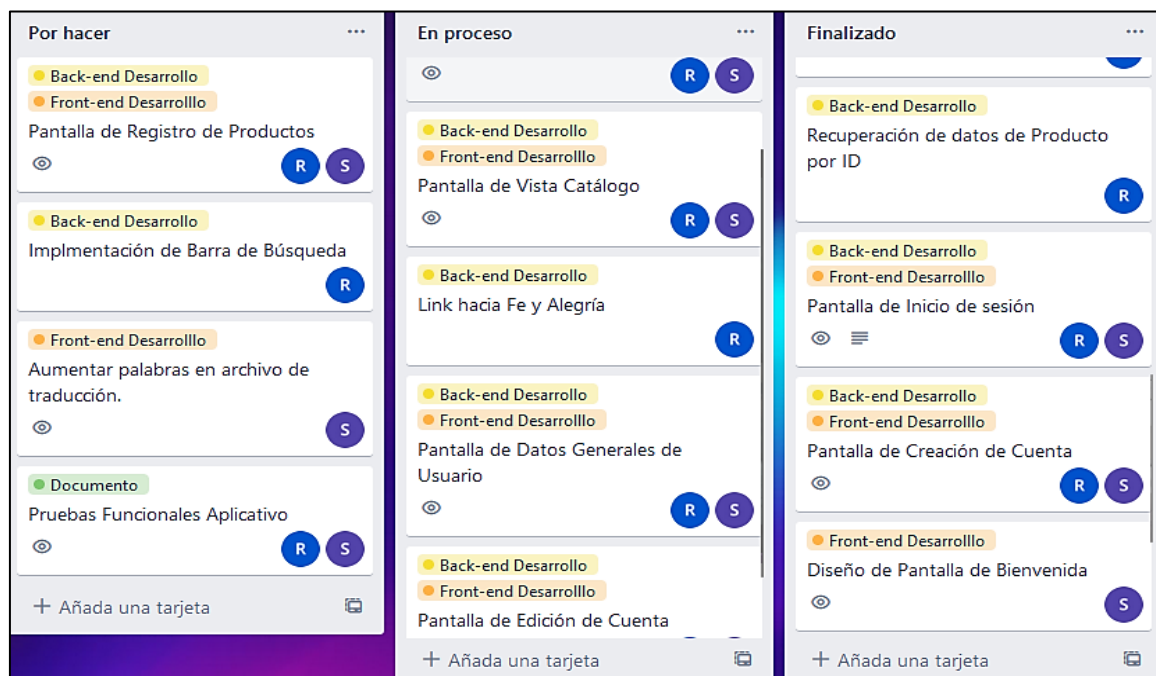 Por hacer
Back-end Desarrollo
Front-end Desarrolllo
Pantalla de Registro de Productos
R S
Back-end Desarrollo
Implmentación de Barra de Búsqueda
R
Front-end Desarrolllo
Aumentar palabras en archivo de
traducción.
S
Documento
Pruebas Funcionales Aplicativo
R S
+ Añada una tarjeta
En proceso
R S
Back-end Desarrollo
Front-end Desarrolllo
Pantalla de Vista Catálogo
R S
Back-end Desarrollo
Link hacia Fe y Alegría
R
Back-end Desarrollo
Front-end Desarrolllo
Pantalla de Datos Generales de
Usuario
R S
Back-end Desarrollo
Front-end Desarrolllo
Pantalla de Edición de Cuenta
+ Añada una tarjeta
Finalizado
Back-end Desarrollo
Recuperación de datos de Producto
por ID
R
Back-end Desarrollo
Front-end Desarrolllo
Pantalla de Inicio de sesión
R S
Back-end Desarrollo
Front-end Desarrolllo
Pantalla de Creación de Cuenta
R S
Front-end Desarrolllo
Diseño de Pantalla de Bienvenida
S
+ Añada una tarjeta